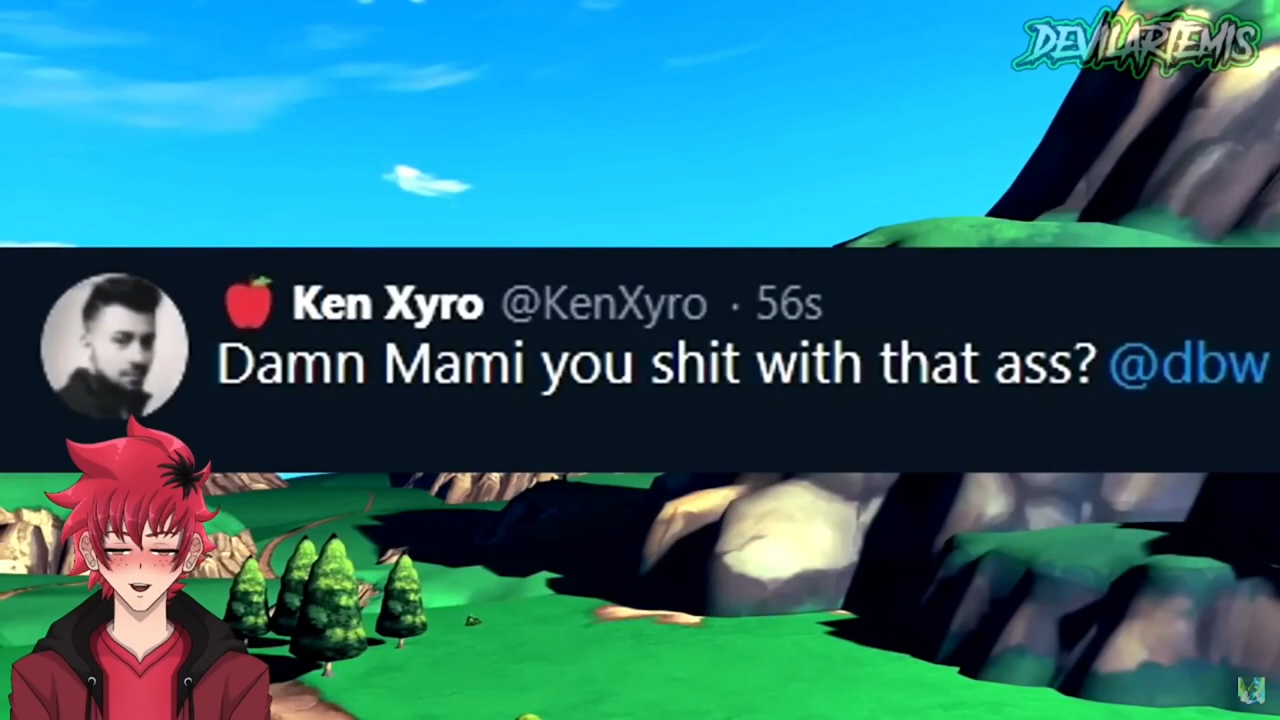 DEVILARTEMIS
Ken Xyro @KenXyro · 56s
Damn Mami you shit with that ass? @dbw